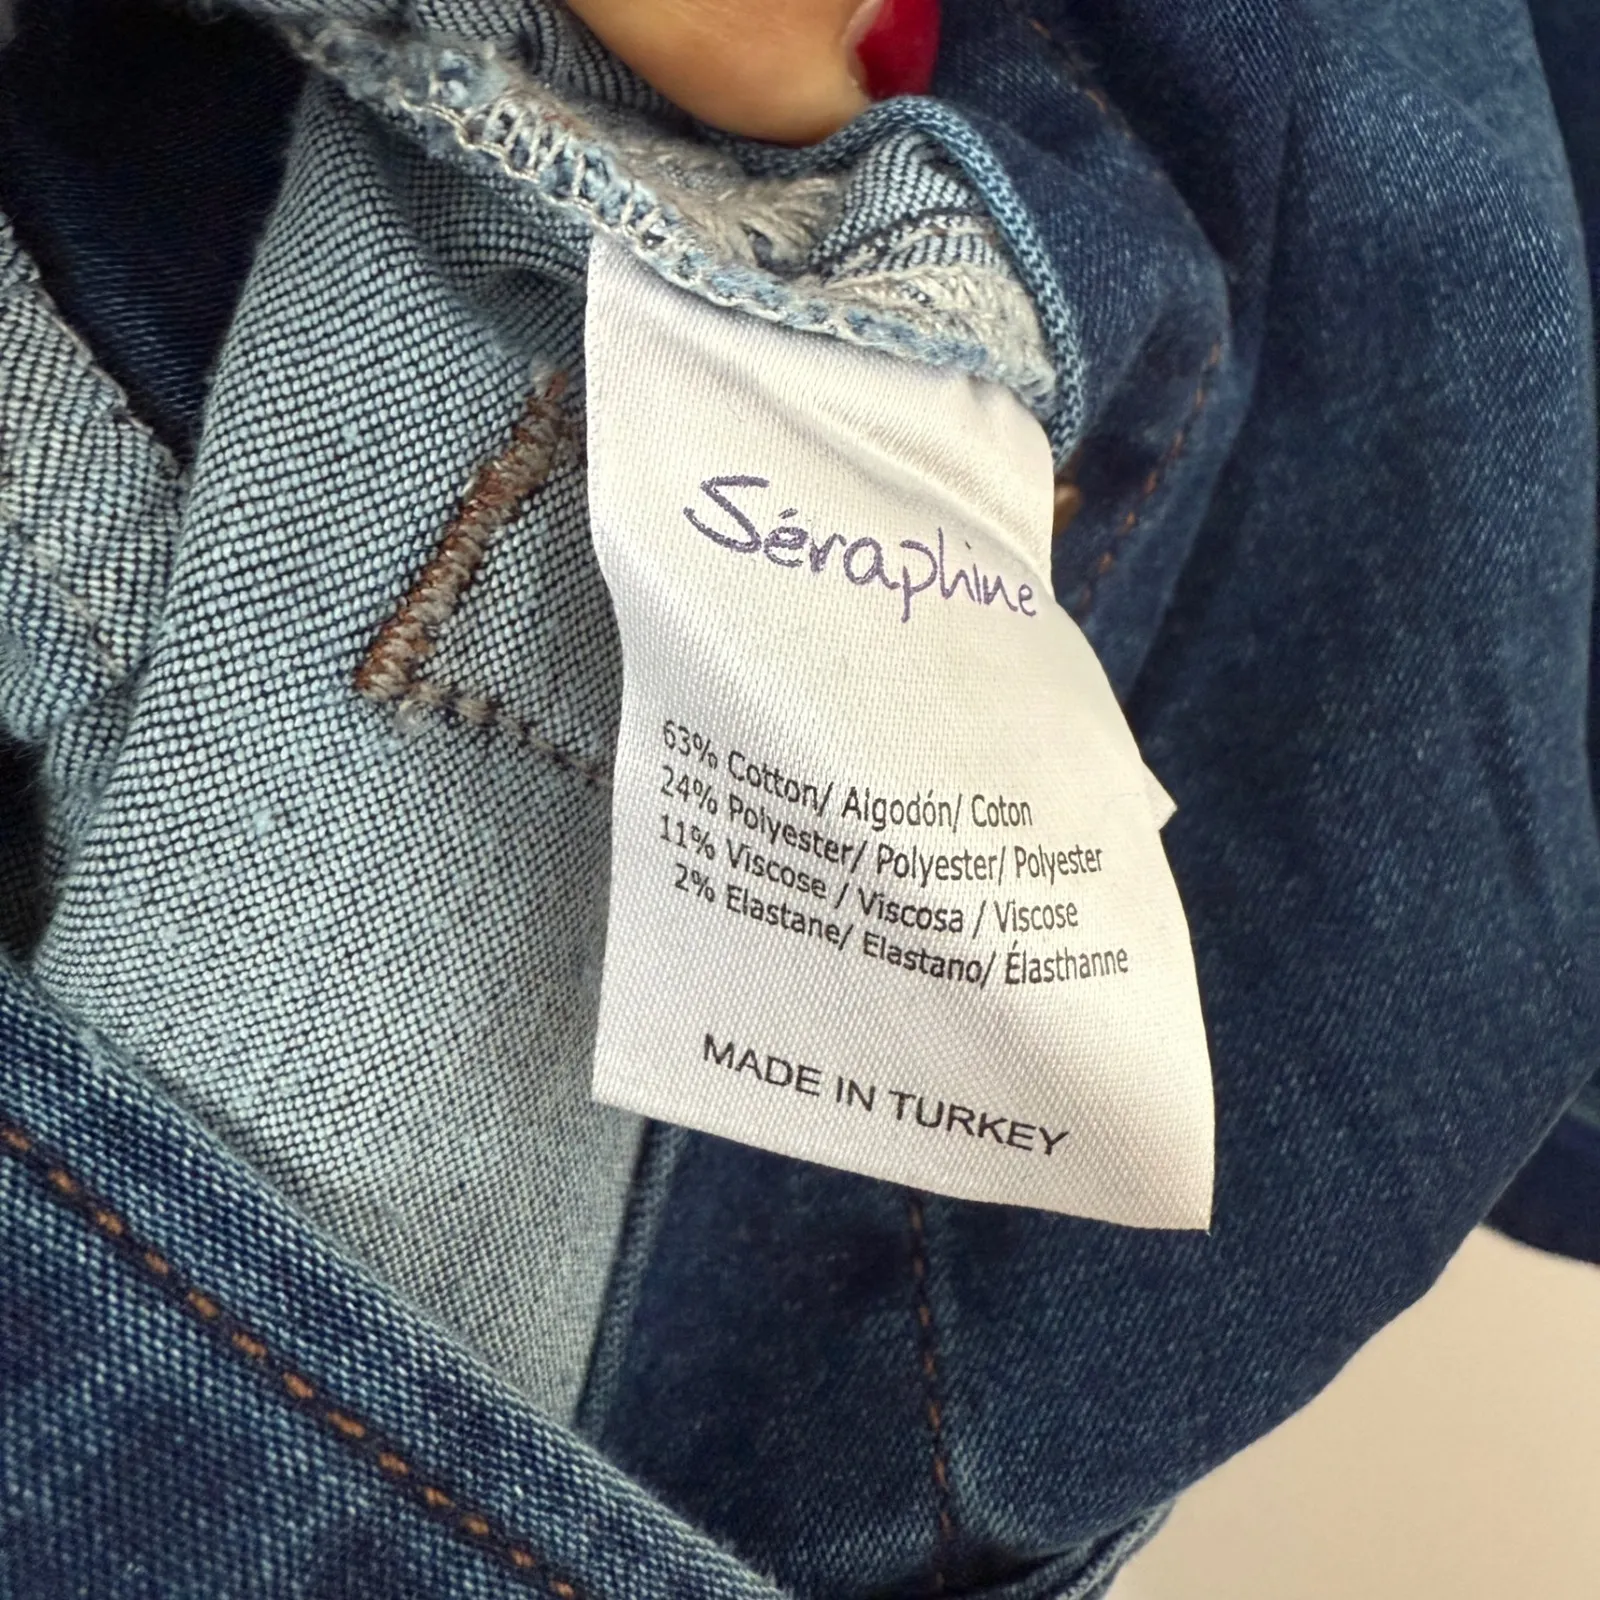 Séraphine
63% Cotton/ Algodón/ Coton
24% Polyester/ Polyester/ Polyester
11% Viscose / Viscosa / Viscose
2% Elastane/ Elastano/ Élasthanne
MADE IN TURKEY